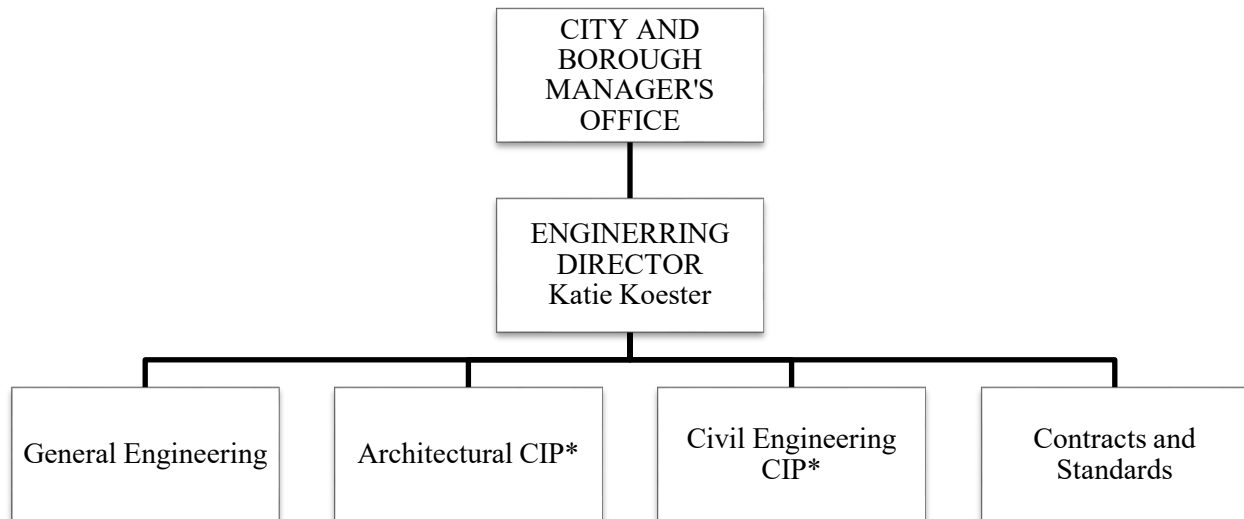 CITY AND
BOROUGH
MANAGER'S
OFFICE
ENGINERRING
DIRECTOR
Katie Koester
General Engineering
Architectural CIP*
Civil Engineering
CIP*
Contracts and
Standards